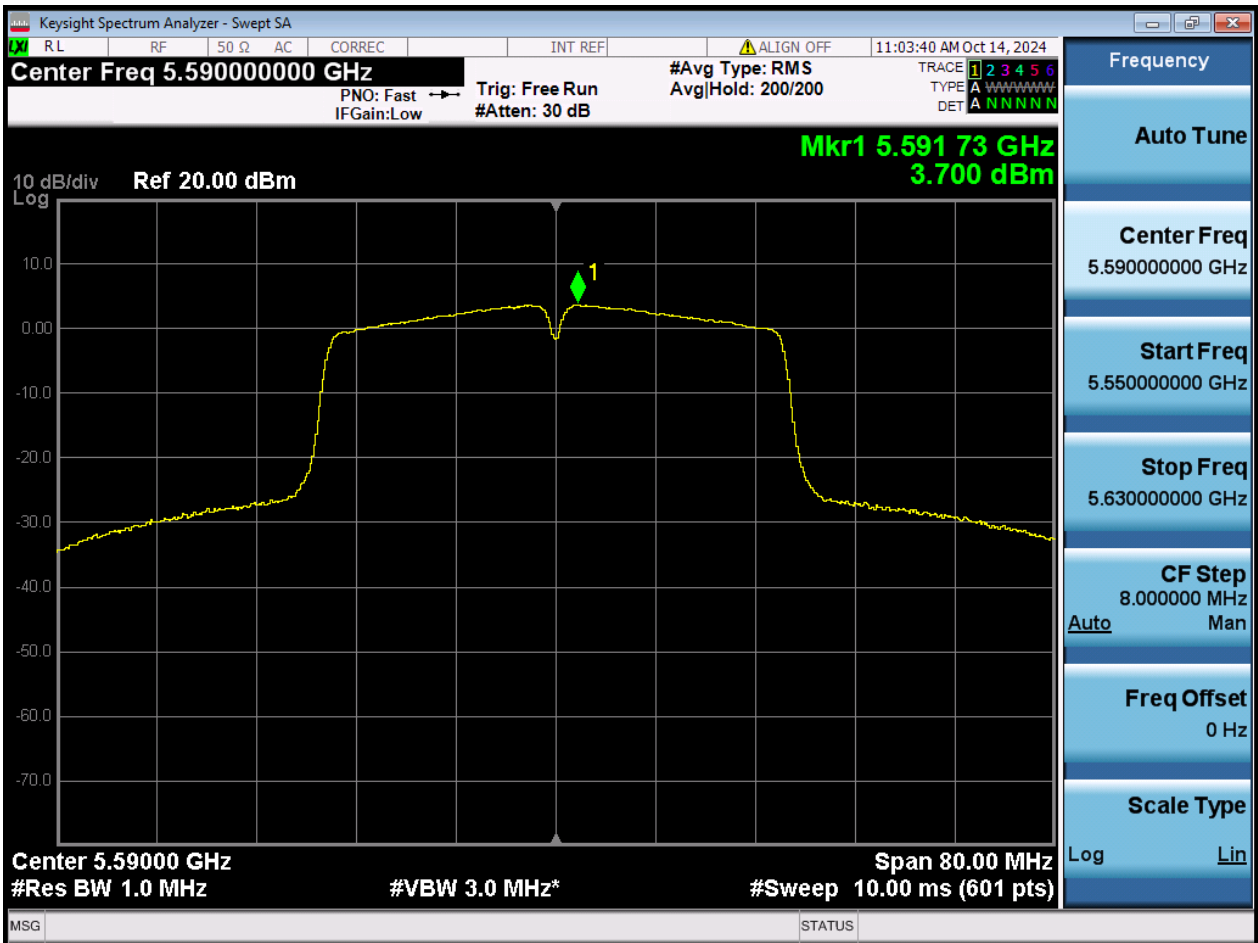 Keysight Spectrum Analyzer - Swept SA
LXI RL RF 50 Ω AC CORREC INT REF ALIGN OFF 11:03:40 AM Oct 14, 2024
Center Freq 5.590000000 GHz
PNO: Fast
IFGain:Low
Trig: Free Run
#Atten: 30 dB
#Avg Type: RMS
Avg|Hold: 200/200
TRACE 1 2 3 4 5 6
TYPE A WWWWW
DET A N N N N N
Mkr1 5.591 73 GHz
3.700 dBm
10 dB/div
Log
Ref 20.00 dBm
1
10.0
0.00
-10.0
-20.0
-30.0
-40.0
-50.0
-60.0
-70.0
Center 5.59000 GHz
Span 80.00 MHz
#Res BW 1.0 MHz
#VBW 3.0 MHz*
#Sweep 10.00 ms (601 pts)
MSG
STATUS
Frequency
Auto Tune
Center Freq
5.590000000 GHz
Start Freq
5.550000000 GHz
Stop Freq
5.630000000 GHz
CF Step
8.000000 MHz
Auto Man
Freq Offset
0 Hz
Scale Type
Log Lin